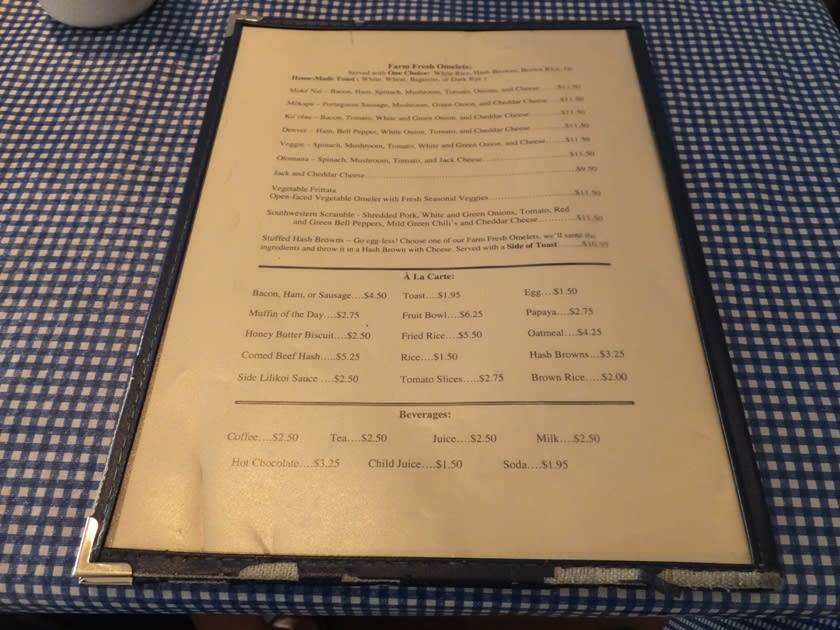 Farm Fresh Omelets:
Served with One Choice: White Rice, Hash Browns, Brown Rice, Or
House-Made Toast ( White, Wheat, Baguette, or Dark Rye )
Moke Nui – Bacon, Ham, Spinach, Mushroom, Tomato, Onions, and Cheese............$11.50
Mōkapu – Portuguese Sausage, Mushroom, Green Onion, and Cheddar Cheese............$11.50
Ko'olau – Bacon, Tomato, White and Green Onion, and Cheddar Cheese............$11.50
Denver – Ham, Bell Pepper, White Onion, Tomato, and Cheddar Cheese............$11.50
Veggie – Spinach, Mushroom, Tomato, White and Green Onion, and Cheese............$11.50
Olomana – Spinach, Mushroom, Tomato, and Jack Cheese............$11.50
Jack and Cheddar Cheese............$9.50
Vegetable Frittata
Open-faced Vegetable Omelet with Fresh Seasonal Veggies............$11.50
Southwestern Scramble - Shredded Pork, White and Green Onions, Tomato, Red
and Green Bell Peppers, Mild Green Chili's and Cheddar Cheese............$11.50
Stuffed Hash Browns – Go egg-less! Choose one of our Farm Fresh Omelets, we'll sauté the
ingredients and throw it in a Hash Brown with Cheese. Served with a Side of Toast
À La Carte:
Bacon, Ham, or Sausage....$4.50 Toast....$1.95 Egg....$1.50
Muffin of the Day....$2.75 Fruit Bowl....$6.25 Papaya....$2.75
Honey Butter Biscuit.....$2.50 Fried Rice....$5.50 Oatmeal....$4.25
Corned Beef Hash.....$5.25 Rice....$1.50 Hash Browns...$3.25
Side Lilikoi Sauce ....$2.50 Tomato Slices.....$2.75 Brown Rice.....$2.00
Beverages:
Coffee....$2.50 Tea....$2.50 Juice....$2.50 Milk....$2.50
Hot Chocolate....$3.25 Child Juice....$1.50 Soda....$1.95